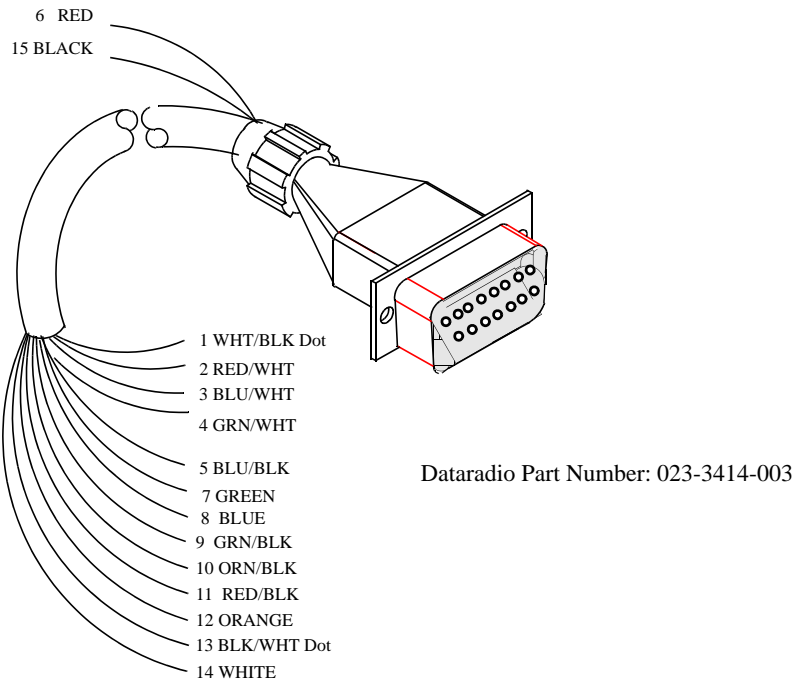 6 RED
15 BLACK
1 WHT/BLK Dot
2 RED/WHT
3 BLU/WHT
4 GRN/WHT
5 BLU/BLK
7 GREEN
8 BLUE
9 GRN/BLK
10 ORN/BLK
11 RED/BLK
12 ORANGE
13 BLK/WHT Dot
14 WHITE
Dataradio Part Number: 023-3414-003